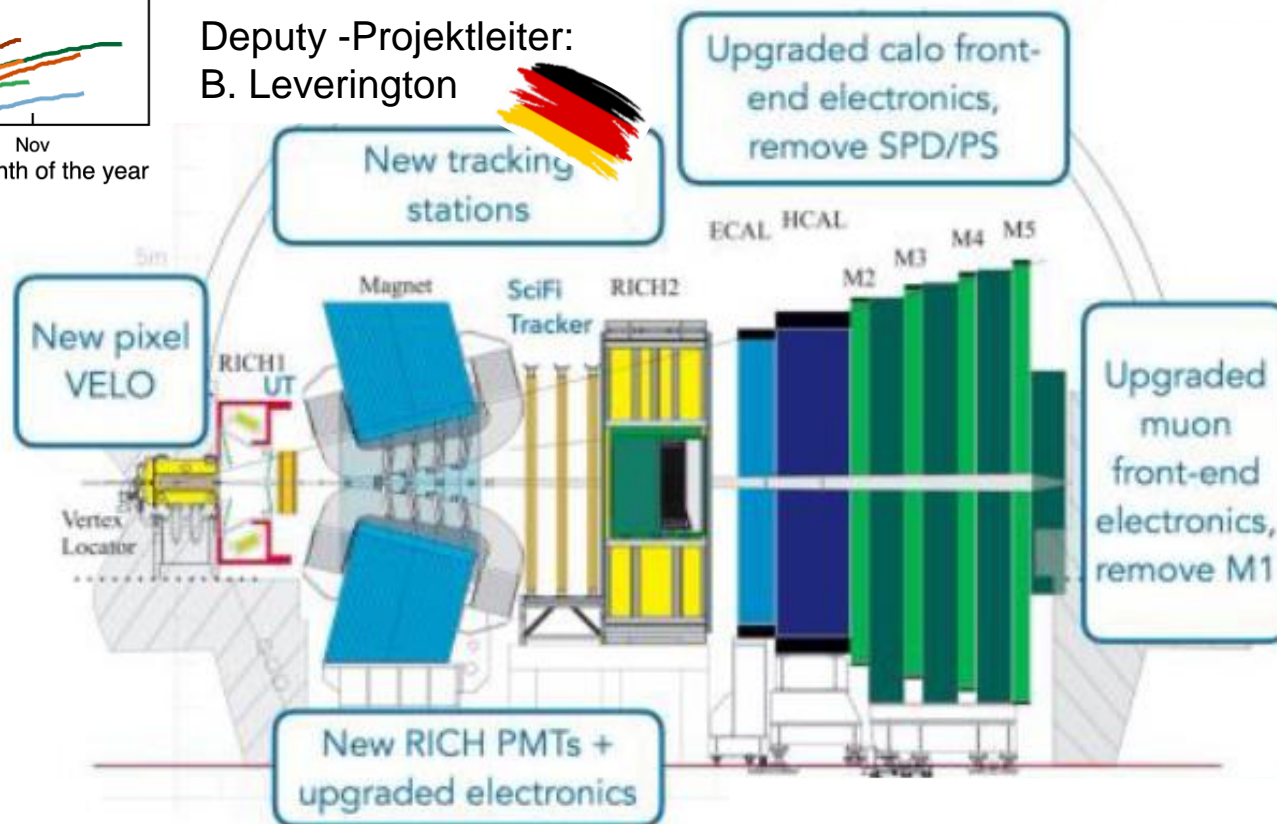 Deputy -Projektleiter:
B. Leverington
Nov
nth of the year
Upgraded calo front-
end electronics,
remove SPD/PS
New tracking
stations
ECAL
HCAL
M2
M3
M4
M5
5m
Magnet
SciFi
Tracker
RICH2
New pixel
VELO
RICH1
UT
Vertex
Locator
Upgraded
muon
front-end
electronics,
remove M1
New RICH PMTs +
upgraded electronics